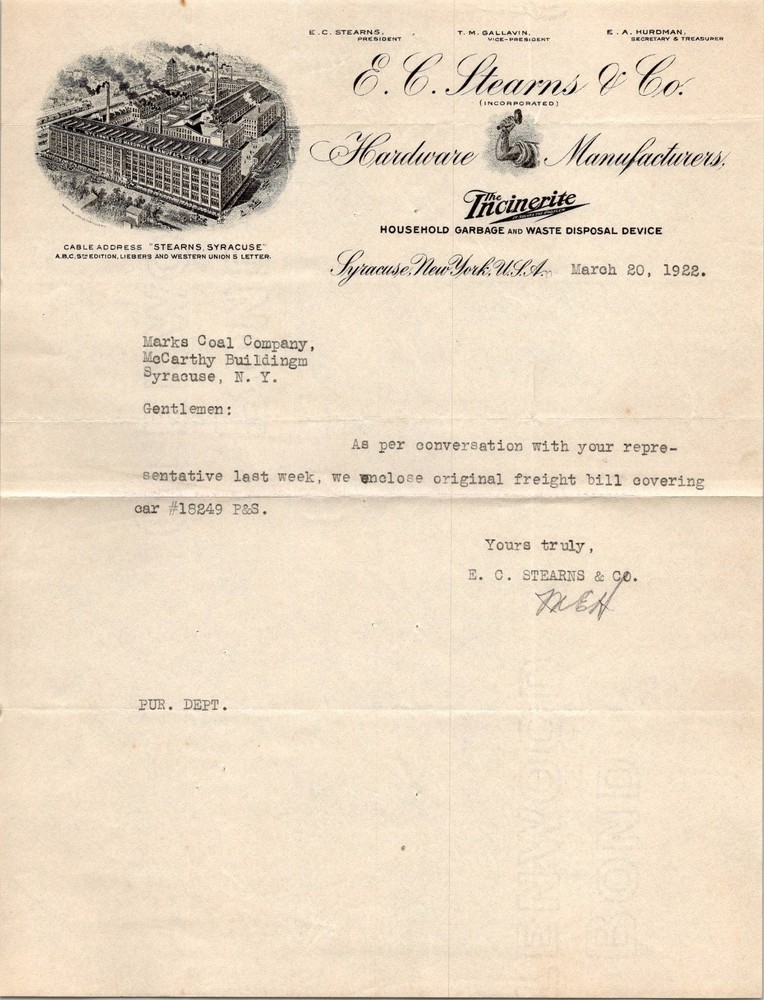 E. C. STEARNS,
PRESIDENT
T. M. GALLAVIN,
VICE-PRESIDENT
E. A. HURDMAN,
SECRETARY & TREASURER
E. C. Stearns & Co.
(INCORPORATED)
Hardware Manufacturers,
The Incinerite
HOUSEHOLD GARBAGE AND WASTE DISPOSAL DEVICE
CABLE ADDRESS "STEARNS, SYRACUSE"
A.B.C. 5TH EDITION, LIEBERS AND WESTERN UNION 5 LETTER.
Syracuse, New York, U.S.A. m March 20, 1922.
Marks Coal Company,
McCarthy Buildingm
Syracuse, N. Y.
Gentlemen:
As per conversation with your repre-
sentative last week, we enclose original freight bill covering
car #18249 P&S.
Yours truly,
E. C. STEARNS & CO.
MEH
PUR. DEPT.
BOND